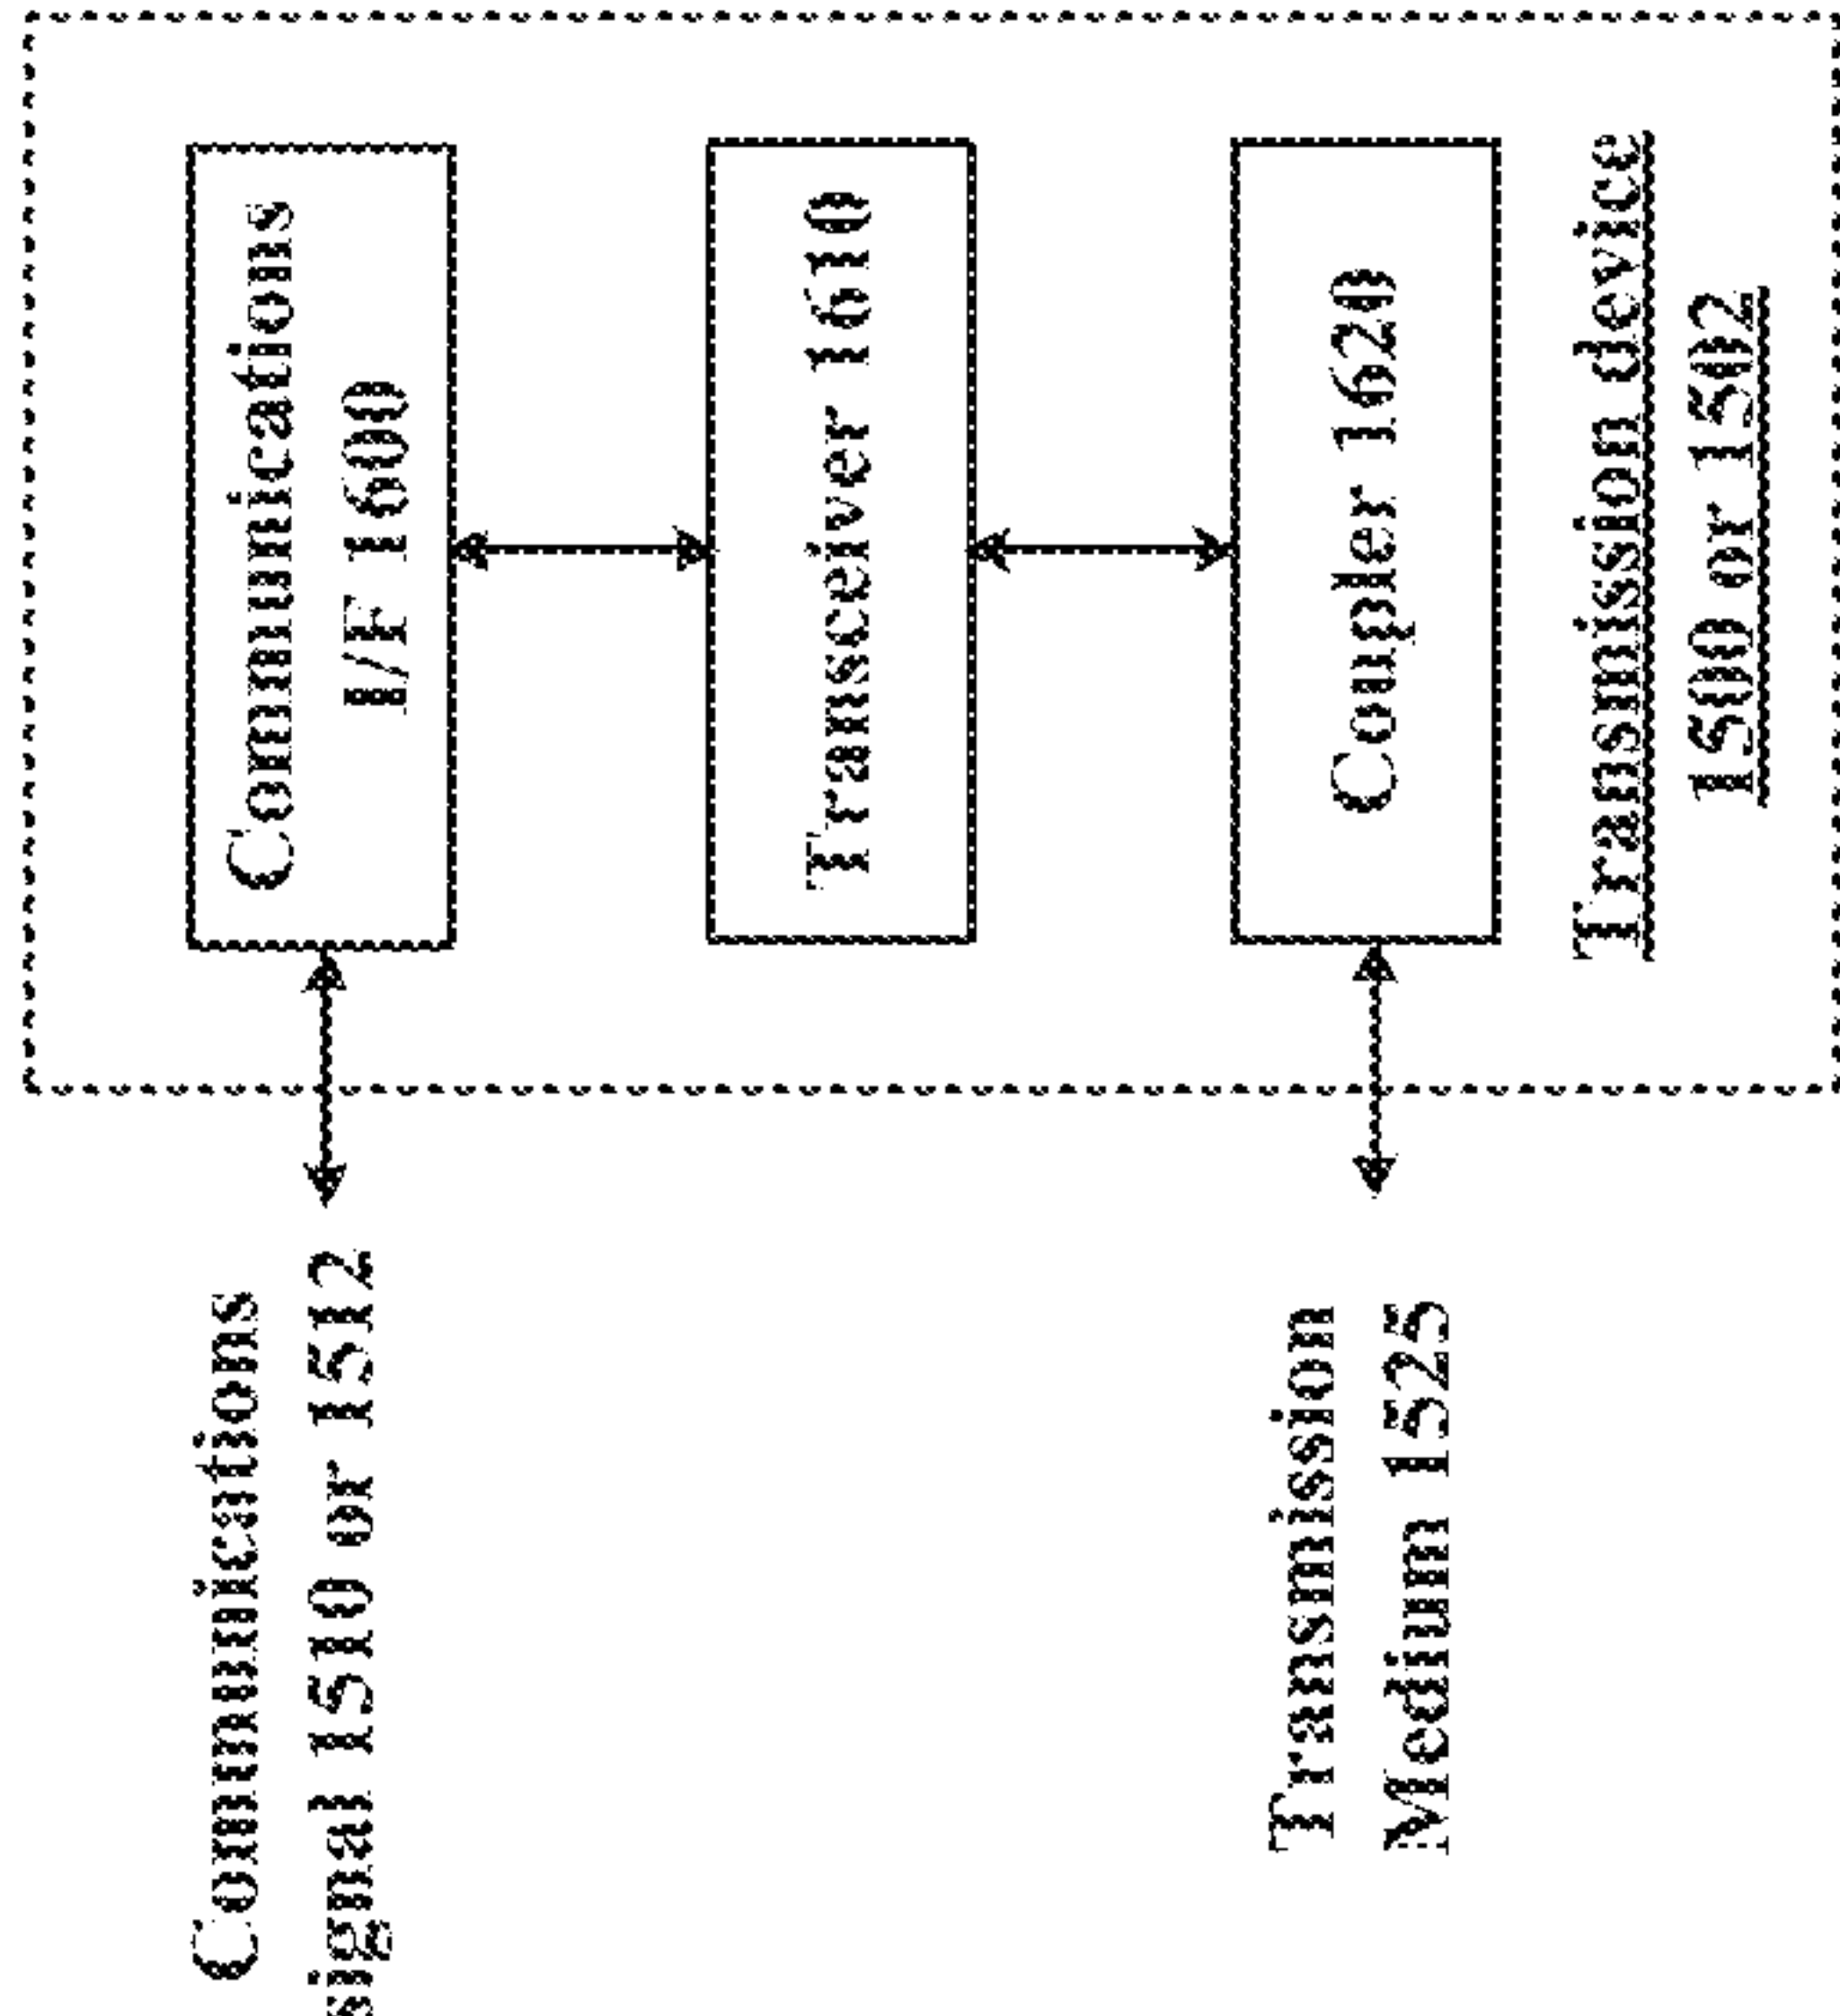 Communications
signal 1510 or 1512
Transmission
Medium 1525
Communications
I/F 1600
Transceiver 1610
Coupler 1620
Transmission device
1500 or 1502